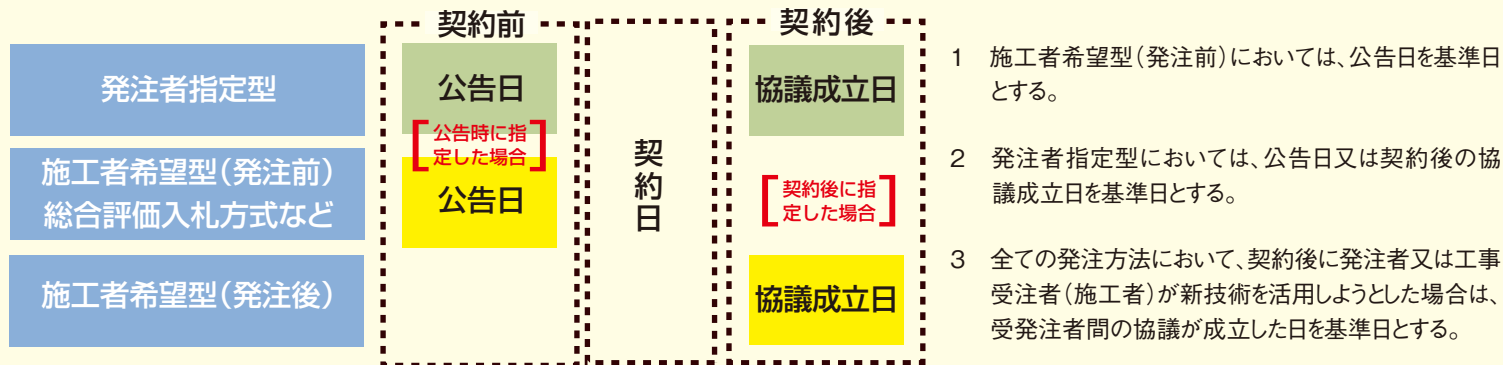 契約前
契約後
発注者指定型
公告日
協議成立日
公告時に指
定した場合
施工者希望型(発注前)
総合評価入札方式など
公告日
契約日
契約後に指
定した場合
施工者希望型(発注後)
協議成立日
1 施工者希望型(発注前)においては、公告日を基準日
とする。
2 発注者指定型においては、公告日又は契約後の協
議成立日を基準日とする。
3 全ての発注方法において、契約後に発注者又は工事
受注者(施工者)が新技術を活用しようとした場合は、
受発注者間の協議が成立した日を基準日とする。